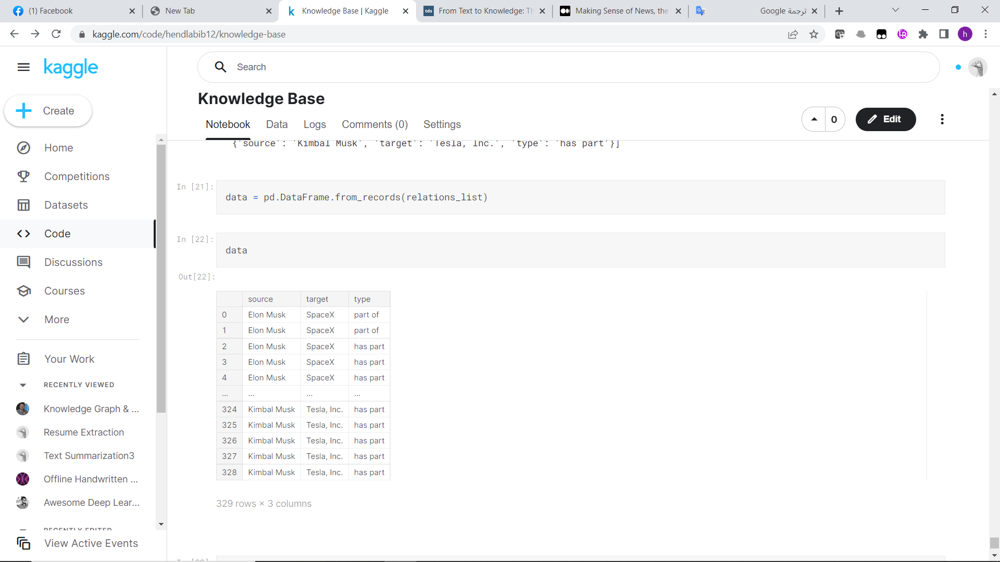 (1) Facebook
New Tab
Knowledge Base | Kaggle
From Text to Knowledge: Th
Making Sense of News, the
ترجمة Google
kaggle.com/code/hendlabib12/knowledge-base
h
kaggle
Search
Create
Home
Competitions
Datasets
Code
Discussions
Courses
More
Your Work
RECENTLY VIEWED
Knowledge Graph & ...
Resume Extraction
Text Summarization3
Offline Handwritten ...
Awesome Deep Lear...
RECENTLY EDITED
View Active Events
Knowledge Base
Notebook Data Logs Comments (0) Settings
0
Edit
{'source': 'Kimbal Musk', 'target': 'Tesla, Inc.', 'type': 'has part'}]
In [21]:
data = pd.DataFrame.from_records(relations_list)
In [22]:
data
Out[22]:
source target type
0 Elon Musk SpaceX part of
1 Elon Musk SpaceX part of
2 Elon Musk SpaceX has part
3 Elon Musk SpaceX has part
4 Elon Musk SpaceX has part
... ... ... ...
324 Kimbal Musk Tesla, Inc. has part
325 Kimbal Musk Tesla, Inc. has part
326 Kimbal Musk Tesla, Inc. has part
327 Kimbal Musk Tesla, Inc. has part
328 Kimbal Musk Tesla, Inc. has part
329 rows × 3 columns